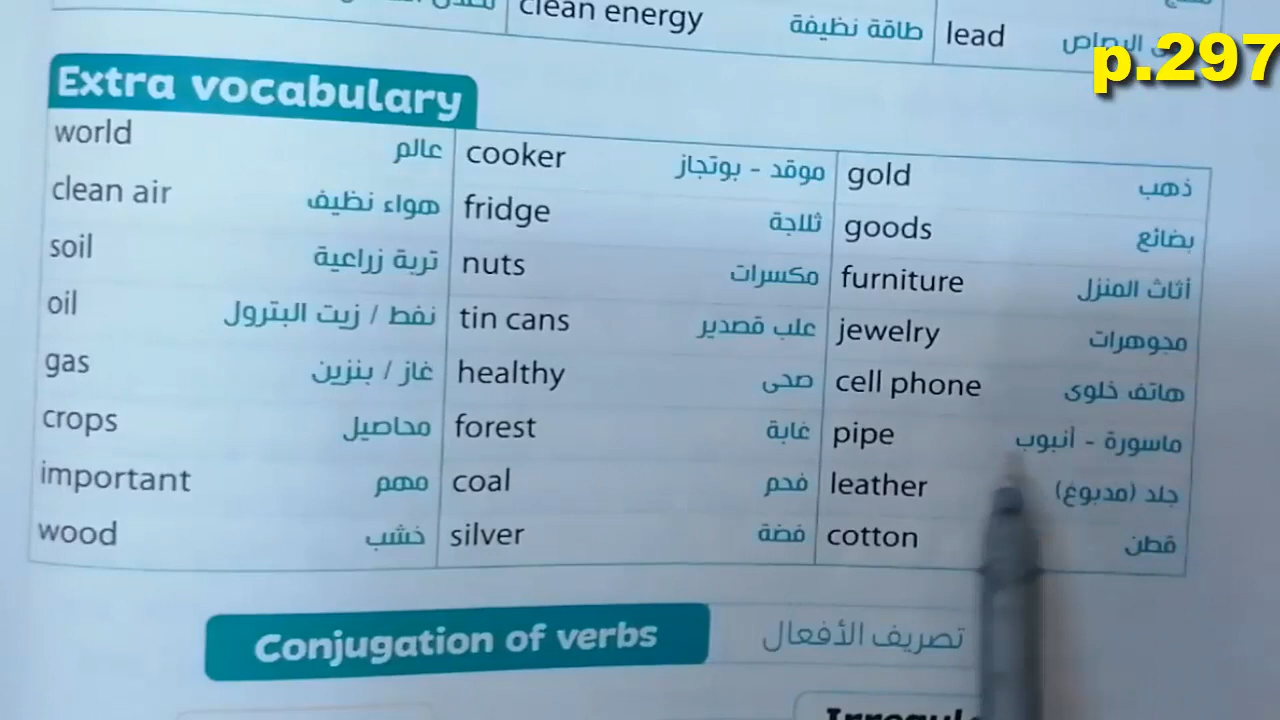 clean energy طاقة نظيفة
lead
p.297
Extra vocabulary
world عالم cooker موقد - بوتجاز gold ذهب
clean air هواء نظيف fridge ثلاجة goods بضائع
soil تربة زراعية nuts مكسرات furniture أثاث المنزل
oil نفط / زيت البترول tin cans علب قصدير jewelry مجوهرات
gas غاز / بنزين healthy صحى cell phone هاتف خلوى
crops محاصيل forest غابة pipe ماسورة - أنبوب
important مهم coal فحم leather جلد (مدبوغ)
wood خشب silver فضة cotton قطن
Conjugation of verbs تصريف الأفعال